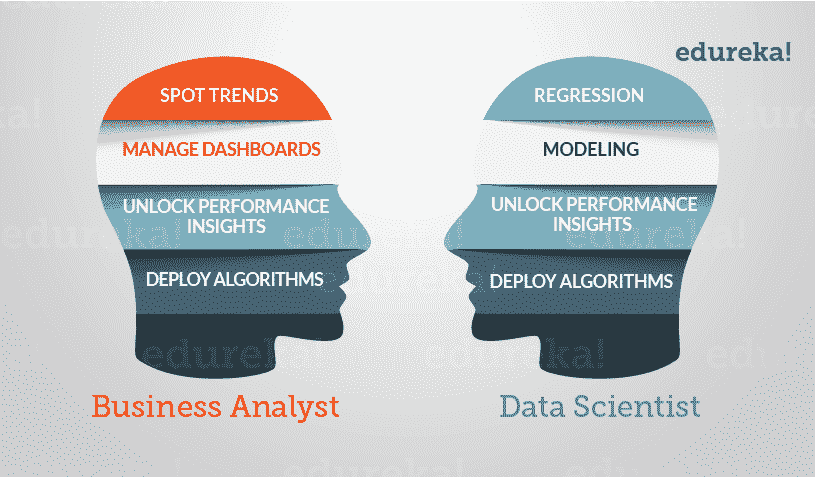 edureka!
SPOT TRENDS
MANAGE DASHBOARDS
UNLOCK PERFORMANCE
INSIGHTS
DEPLOY ALGORITHMS
Business Analyst
REGRESSION
MODELING
UNLOCK PERFORMANCE
INSIGHTS
DEPLOY ALGORITHMS
Data Scientist